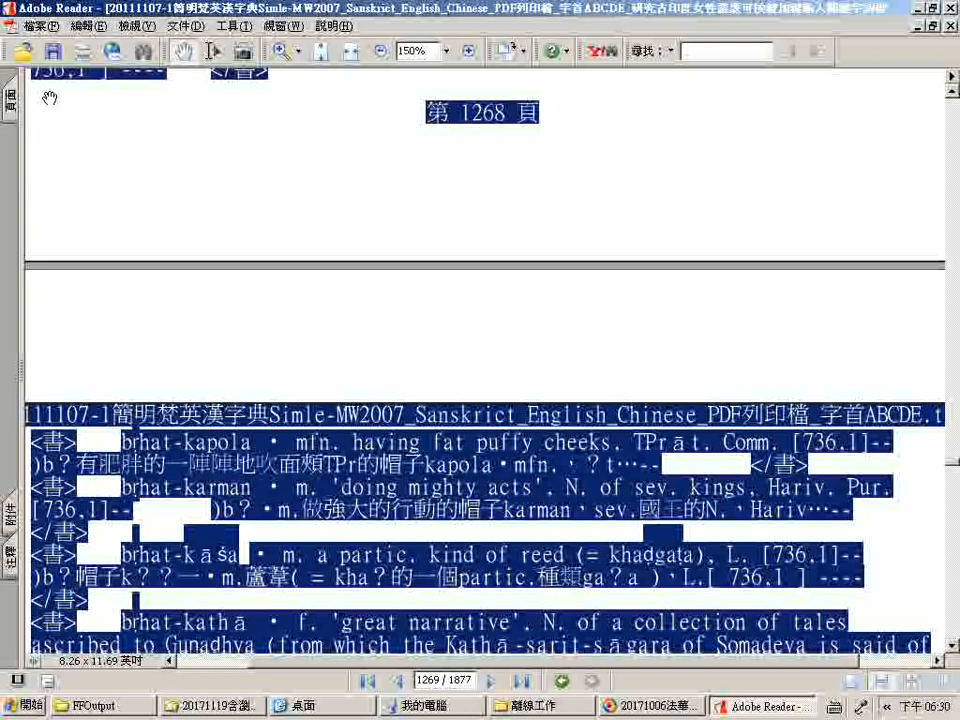 Adobe Reader - [20111107-1簡明梵英漢字典Simle-MW2007_Sanskrict_English_Chinese_PDF列印檔_字首ABCDE_研究古印度女性
檔案(F) 編輯(E) 檢視(V) 文件(D) 工具(T) 視窗(W) 說明(H)
150% 尋找:
頁面
736,1 ] ---- </書>
第 1268 頁
111107-1簡明梵英漢字典Simle-MW2007_Sanskrict_English_Chinese_PDF列印檔_字首ABCDE.t
<書> bṛhat-kapola • mfn. having fat puffy cheeks. TPrāt. Comm. [736,1]--
)b？有肥胖的一陣陣地吹面頰TPr的帽子kapola‧mfn.，？t…-- </書>
<書> bṛhat-karman • m. 'doing mighty acts'. N. of sev. kings, Hariv. Pur.
[736,1]-- )b？‧m.做強大的行動的帽子karman，sev.國王的N.，Hariv…--
</書>
<書> bṛhat-kāśa • m. a partic. kind of reed (= khaḍgaṭa), L. [736,1]--
)b？帽子k？？一‧m.蘆葦( = kha？的一個partic.種類ga？a )，L.[ 736,1 ] ----
</書>
<書> bṛhat-kathā • f. 'great narrative'. N. of a collection of tales
ascribed to Guṇāḍhya (from which the Kathā-sarit-sāgara of Somadeva is said of
附件
注釋
8.26 x 11.69 英吋
1269 / 1877
開始 FFOutput 20171119含瀏.. 桌面 我的電腦 離線工作 20171006法華.. Adobe Reader -... 下午 06:30